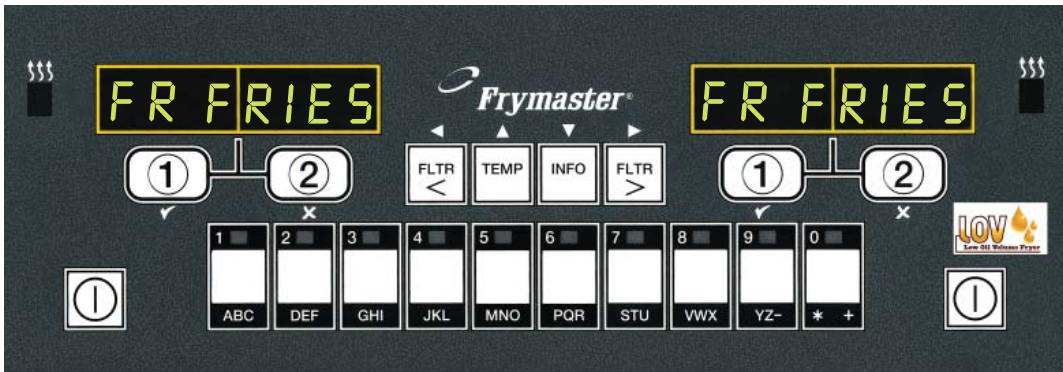 FR FRIES
Frymaster®
FR FRIES
1
2
FLTR <
TEMP
INFO
FLTR >
1
2
1 2 3 4 5 6 7 8 9 0
ABC DEF GHI JKL MNO PQR STU VWX YZ- * +
LOV
Low Oil Volume Fryer